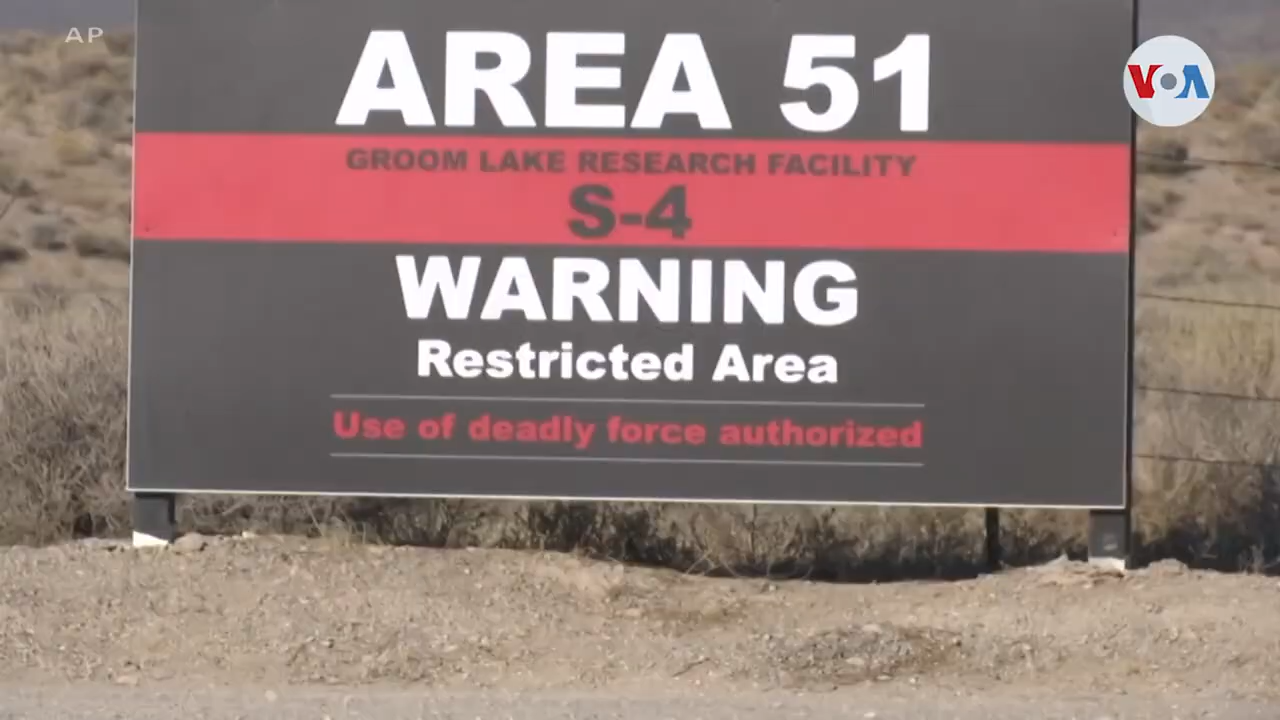 AP
VOA
AREA 51
GROOM LAKE RESEARCH FACILITY
S-4
WARNING
Restricted Area
Use of deadly force authorized